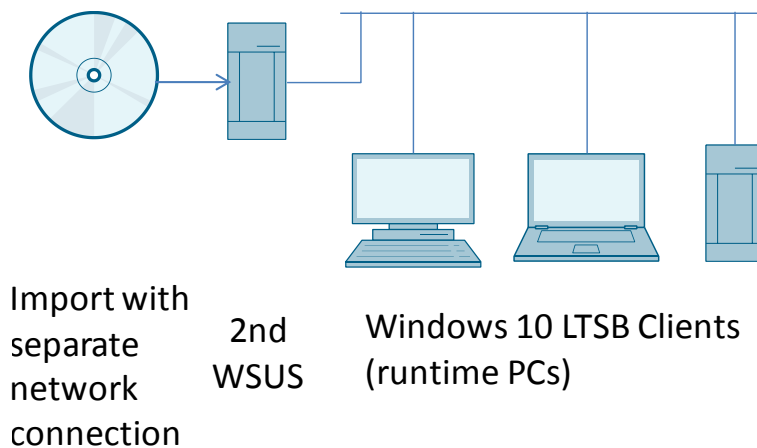 Import with
separate
network
connection
2nd
WSUS
Windows 10 LTSB Clients
(runtime PCs)